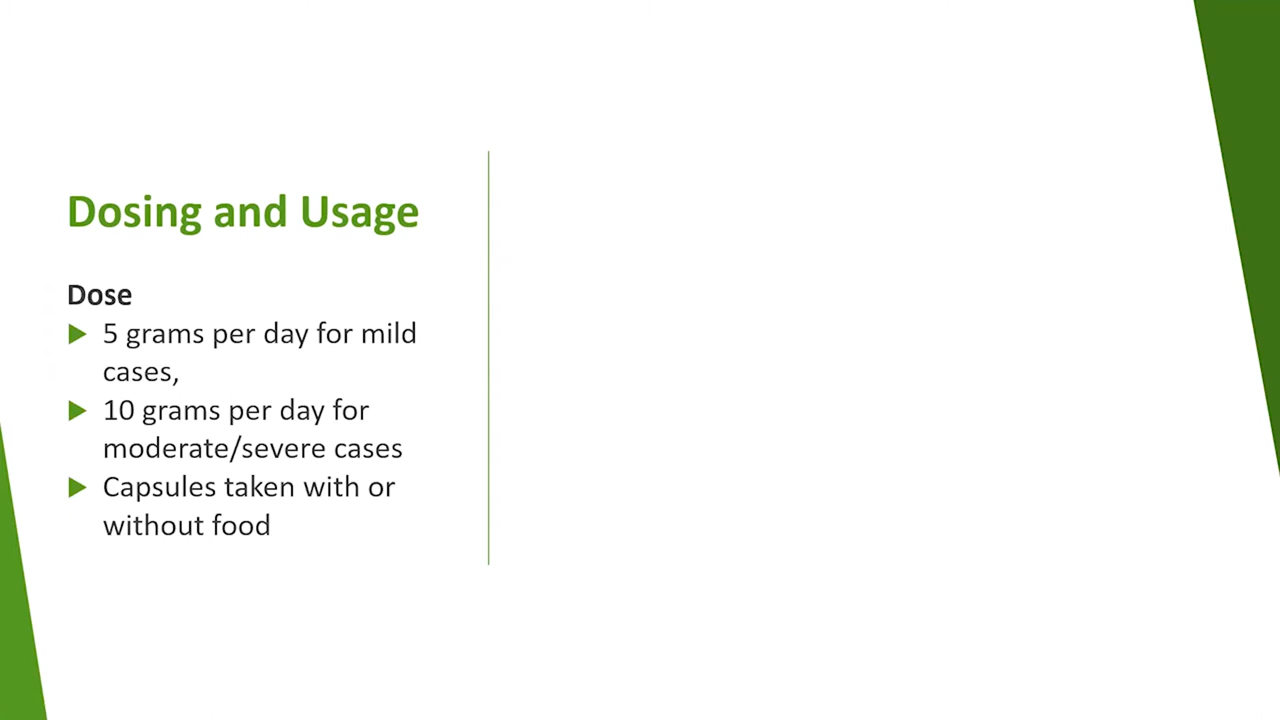 Dosing and Usage
Dose
5 grams per day for mild
cases,
10 grams per day for
moderate/severe cases
Capsules taken with or
without food